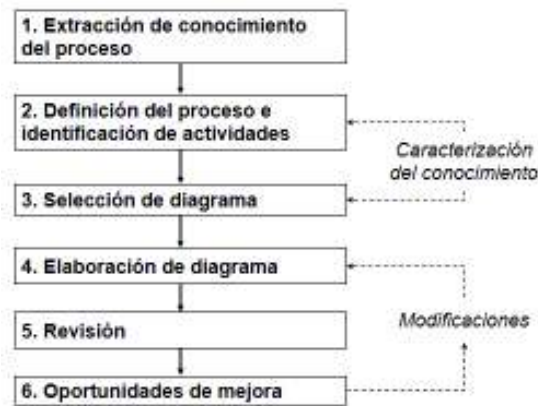 1. Extracción de conocimiento
del proceso
2. Definición del proceso e
identificación de actividades
Caracterización
del conocimiento
3. Selección de diagrama
4. Elaboración de diagrama
Modificaciones
5. Revisión
6. Oportunidades de mejora